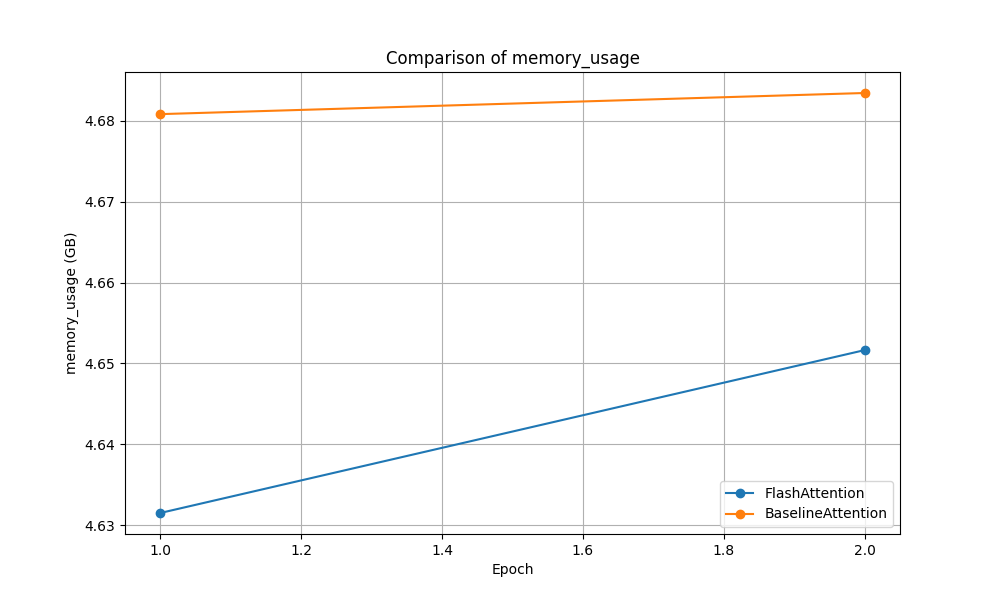 Comparison of memory_usage
memory_usage (GB)
4.68
4.67
4.66
4.65
4.64
4.63
FlashAttention
BaselineAttention
1.0 1.2 1.4 1.6 1.8 2.0
Epoch